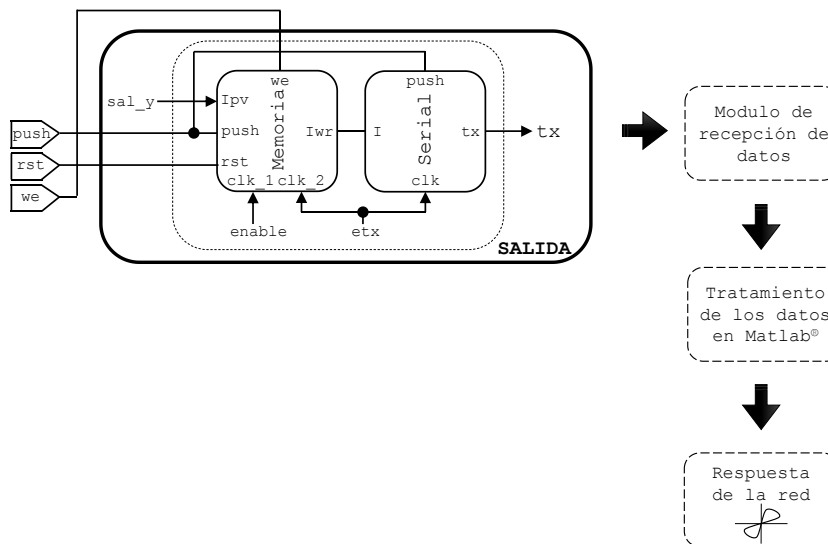 we
push
sal_y
Ipv
Memoria
Serial
push
push
Iwr
I
tx
tx
rst
rst
we
clk_1
clk_2
clk
enable
etx
SALIDA
Modulo de
recepción de
datos
Tratamiento
de los datos
en Matlab®
Respuesta
de la red